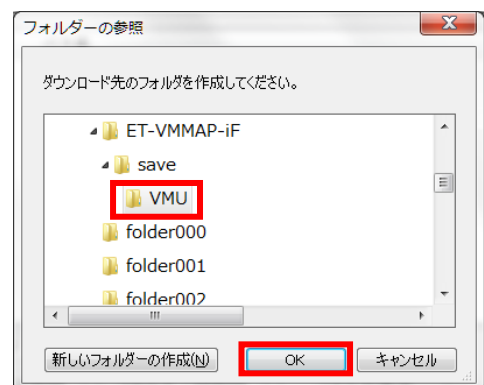 フォルダーの参照
ダウンロード先のフォルダを作成してください。
ET-VMMAP-iF
save
VMU
folder000
folder001
folder002
新しいフォルダーの作成(N) OK キャンセル